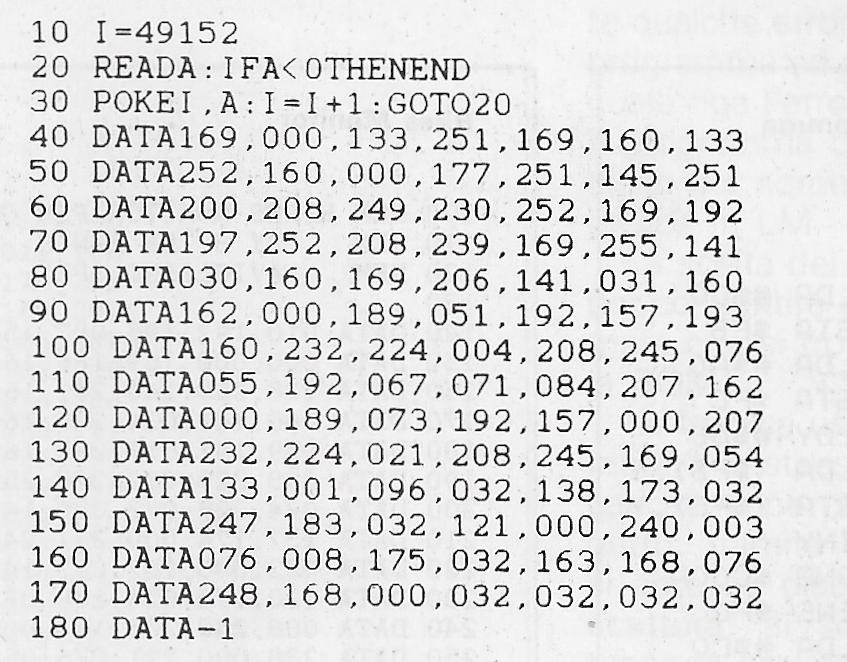 10 I=49152
20 READA:IFA<0THENEND
30 POKEI,A:I=I+1:GOTO20
40 DATA169,000,133,251,169,160,133
50 DATA252,160,000,177,251,145,251
60 DATA200,208,249,230,252,169,192
70 DATA197,252,208,239,169,255,141
80 DATA030,160,169,206,141,031,160
90 DATA162,000,189,051,192,157,193
100 DATA160,232,224,004,208,245,076
110 DATA055,192,067,071,084,207,162
120 DATA000,189,073,192,157,000,207
130 DATA232,224,021,208,245,169,054
140 DATA133,001,096,032,138,173,032
150 DATA247,183,032,121,000,240,003
160 DATA076,008,175,032,163,168,076
170 DATA248,168,000,032,032,032,032
180 DATA-1